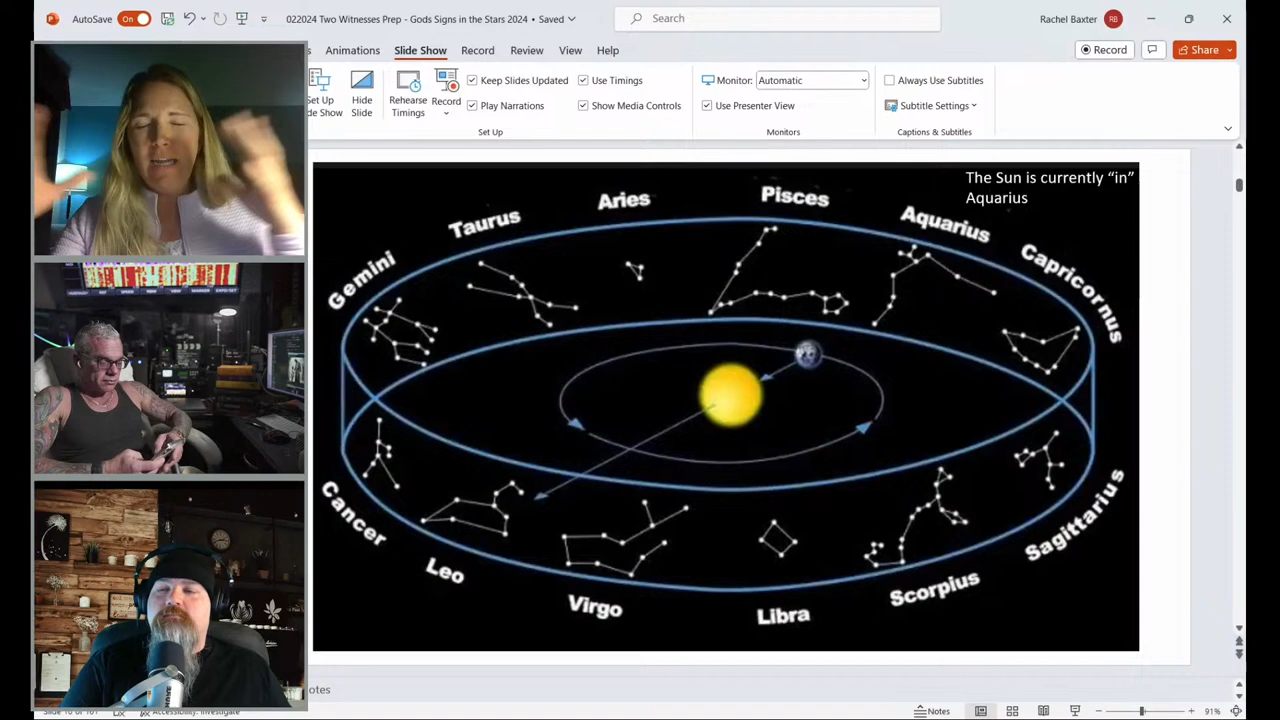 AutoSave
On
022024 Two Witnesses Prep - Gods Signs in the Stars 2024 • Saved
Search
Rachel Baxter
RB
Animations
Slide Show
Record
Review
View
Help
Record
Share
Set Up
Hide
Slide
Rehearse
Timings
Record
Keep Slides Updated
Use Timings
Play Narrations
Show Media Controls
Set Up
Monitor:
Automatic
Use Presenter View
Monitors
Always Use Subtitles
Subtitle Settings
Captions & Subtitles
The Sun is currently “in”
Aquarius
Gemini
Taurus
Aries
Pisces
Aquarius
Capricornus
Cancer
Leo
Virgo
Libra
Scorpius
Sagittarius
Notes
91%